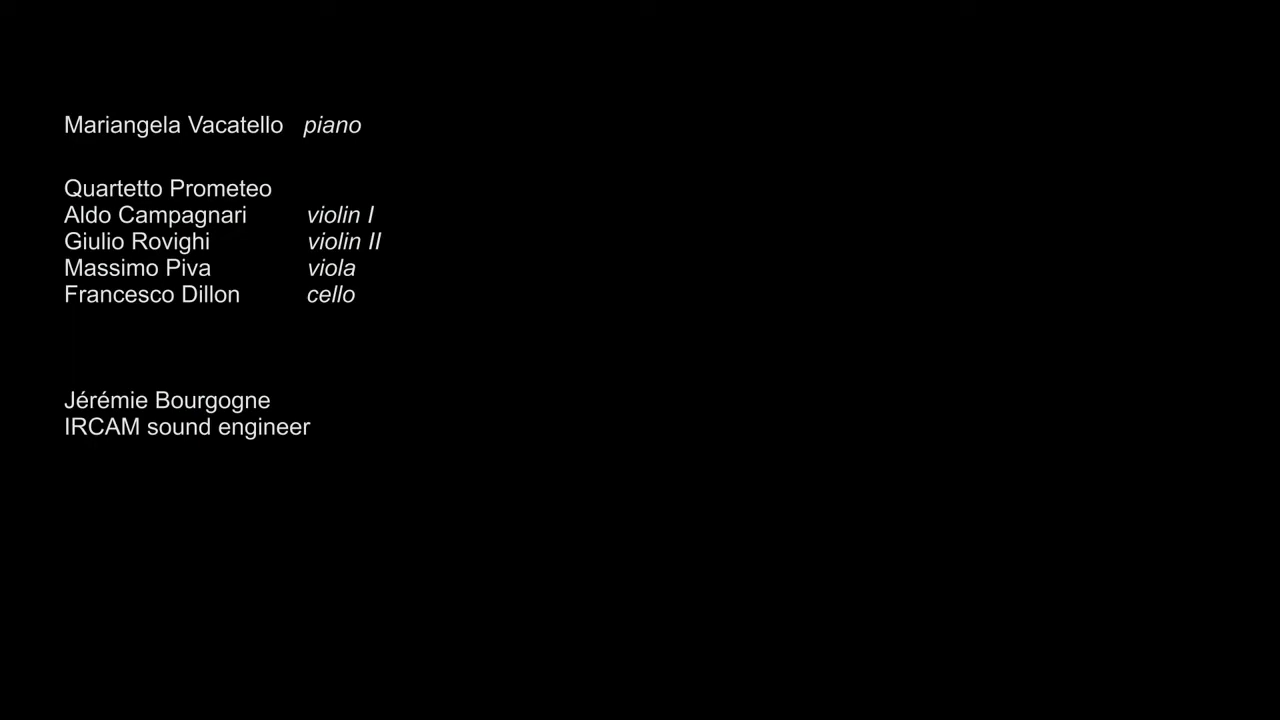 Mariangela Vacatello piano
Quartetto Prometeo
Aldo Campagnari violin I
Giulio Rovighi violin II
Massimo Piva viola
Francesco Dillon cello
Jérémie Bourgogne
IRCAM sound engineer